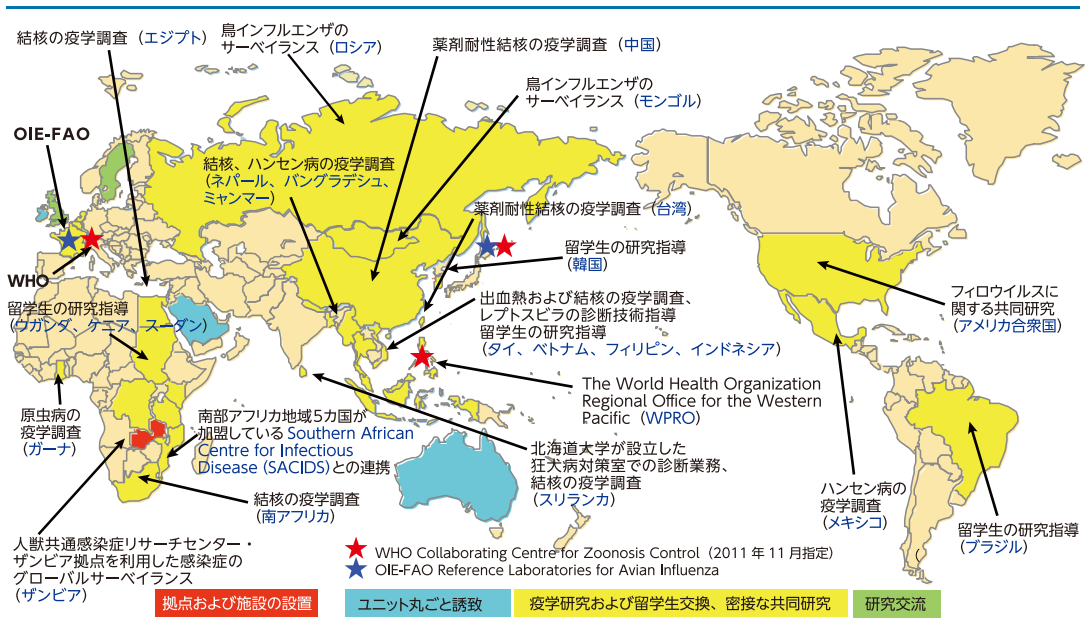 結核の疫学調査（エジプト）
鳥インフルエンザの
サーベイランス（ロシア）
薬剤耐性結核の疫学調査（中国）
鳥インフルエンザの
サーベイランス（モンゴル）
OIE-FAO
結核、ハンセン病の疫学調査
（ネパール、バングラデシュ、
ミャンマー）
薬剤耐性結核の疫学調査（台湾）
留学生の研究指導
（韓国）
WHO
留学生の研究指導
（ウガンダ、ケニア、スーダン）
出血熱および結核の疫学調査、
レプトスピラの診断技術指導
留学生の研究指導
（タイ、ベトナム、フィリピン、インドネシア）
フィロウイルスに
関する共同研究
（アメリカ合衆国）
The World Health Organization
Regional Office for the Western
Pacific (WPRO)
原虫病の
疫学調査
（ガーナ）
南部アフリカ地域5カ国が
加盟している Southern African
Centre for Infectious
Disease (SACIDS) との連携
北海道大学が設立した
狂犬病対策室での診断業務、
結核の疫学調査
（スリランカ）
結核の疫学調査
（南アフリカ）
ハンセン病の
疫学調査
（メキシコ）
留学生の研究指導
（ブラジル）
人獣共通感染症リサーチセンター・
ザンビア拠点を利用した感染症の
グローバルサーベイランス
（ザンビア）
WHO Collaborating Centre for Zoonosis Control（2011 年 11 月指定）
OIE-FAO Reference Laboratories for Avian Influenza
拠点および施設の設置
ユニット丸ごと誘致
疫学研究および留学生交換、密接な共同研究
研究交流